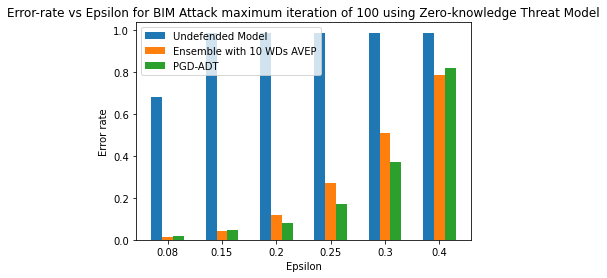 Error-rate vs Epsilon for BIM Attack maximum iteration of 100 using Zero-knowledge Threat Model
1.0
0.8
0.6
0.4
0.2
0.0
Error rate
Undefended Model
Ensemble with 10 WDs AVEP
PGD-ADT
0.08 0.15 0.2 0.25 0.3 0.4
Epsilon